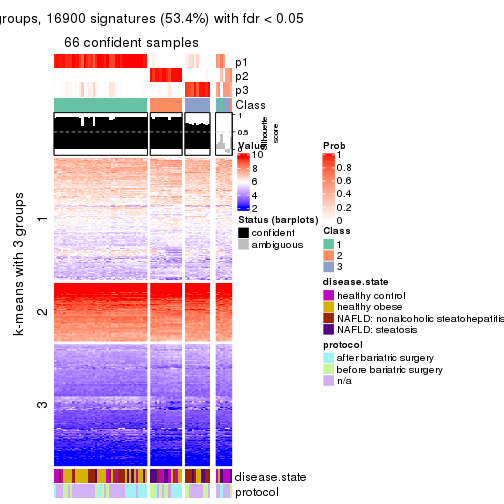 groups, 16900 signatures (53.4%) with fdr < 0.05
66 confident samples
p1
p2
p3
Class
1
0.5
0
Silhouette
score
k-means with 3 groups
1
2
3
Value
10
8
6
4
2
Status (barplots)
confident
ambiguous
Prob
1
0.8
0.6
0.4
0.2
0
Class
1
2
3
disease.state
healthy control
healthy obese
NAFLD: nonalcoholic steatohepatitis
NAFLD: steatosis
protocol
after bariatric surgery
before bariatric surgery
n/a
disease.state
protocol